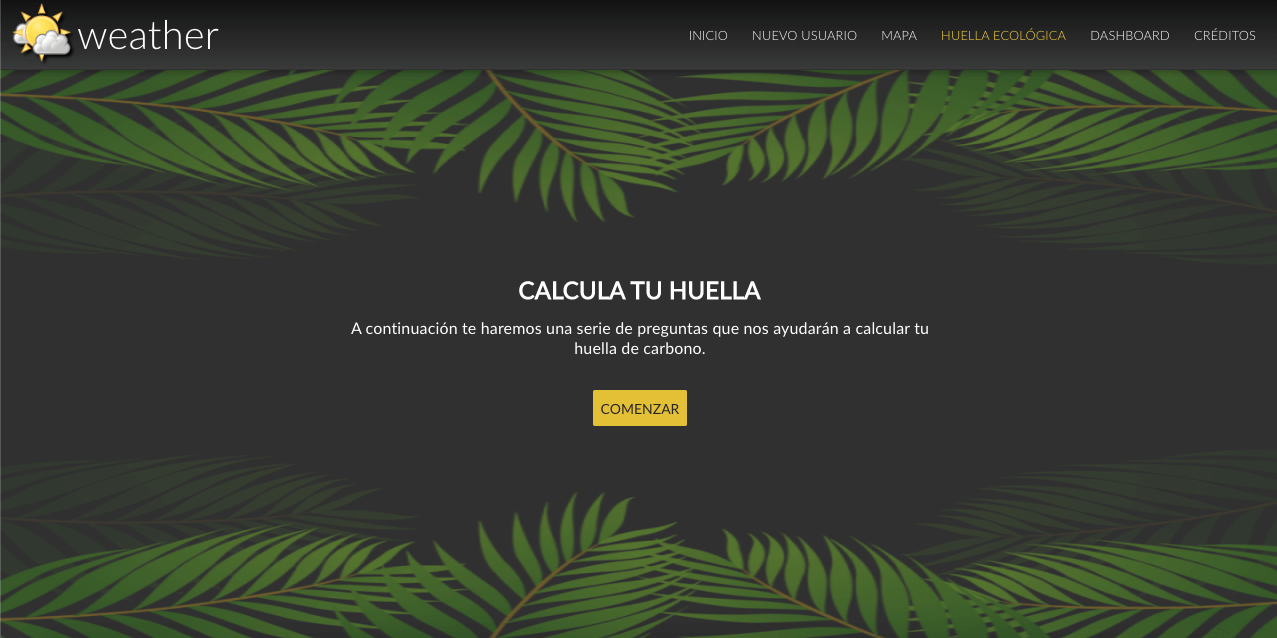 weather
INICIO NUEVO USUARIO MAPA HUELLA ECOLÓGICA DASHBOARD CRÉDITOS
CALCULA TU HUELLA
A continuación te haremos una serie de preguntas que nos ayudarán a calcular tu
huella de carbono.
COMENZAR